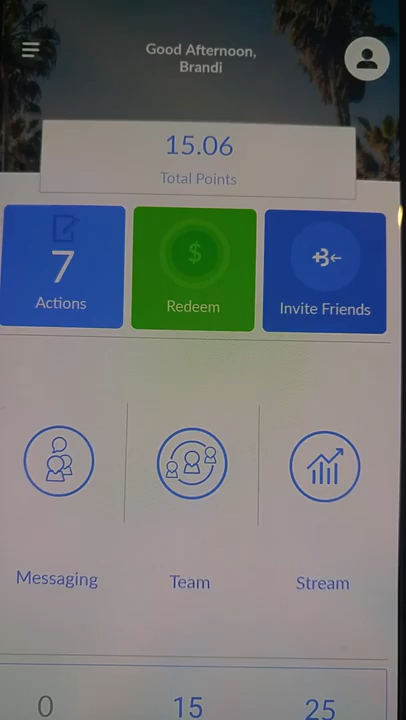 Good Afternoon,
Brandi
15.06
Total Points
7
Actions
$
Redeem
Invite Friends
Messaging
Team
Stream
0
15
25